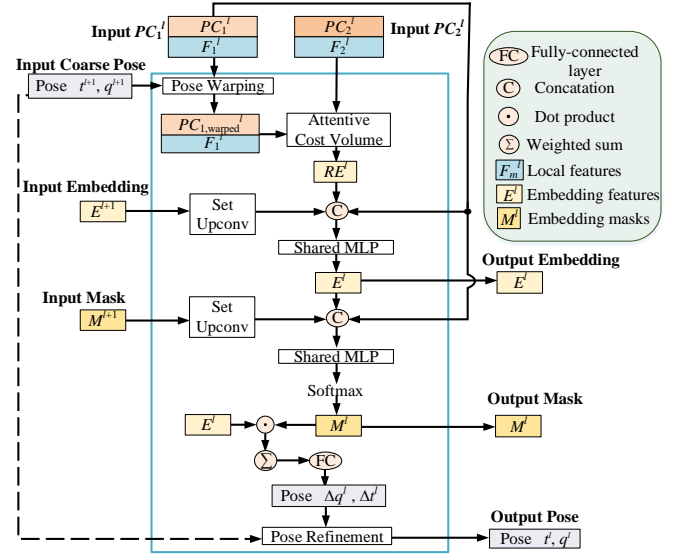 Input PC₁ˡ
PC₁ˡ
F₁ˡ
PC₂ˡ
F₂ˡ
Input PC₂ˡ
Input Coarse Pose
Pose tˡ⁺¹, qˡ⁺¹
Pose Warping
PC₁,warpedˡ
F₁ˡ
Attentive
Cost Volume
REˡ
Input Embedding
Eˡ⁺¹
Set
Upconv
C
Shared MLP
Eˡ
Output Embedding
Eˡ
Input Mask
Mˡ⁺¹
Set
Upconv
C
Shared MLP
Softmax
Eˡ
Mˡ
Output Mask
Mˡ
Σ
FC
Pose Δqˡ, Δtˡ
Pose Refinement
Output Pose
Pose tˡ, qˡ
FC
Fully-connected
layer
C Concatation
Dot product
Σ Weighted sum
Fₘˡ Local features
Eˡ Embedding features
Mˡ Embedding masks